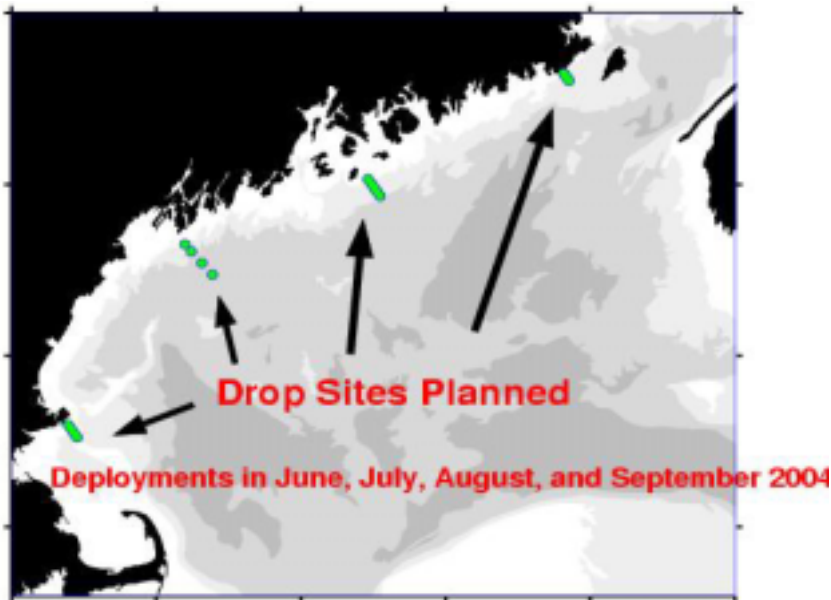 Drop Sites Planned
Deployments in June, July, August, and September 2004